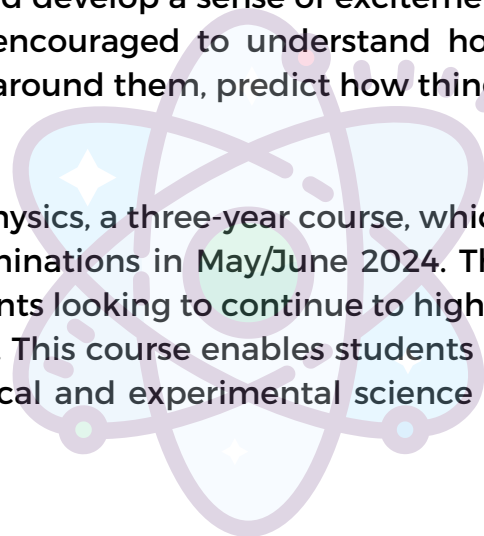 d develop a sense of exciteme
encouraged to understand ho
around them, predict how thin
hysics, a three-year course, whic
minations in May/June 2024. Th
nts looking to continue to high
. This course enables students
cal and experimental science